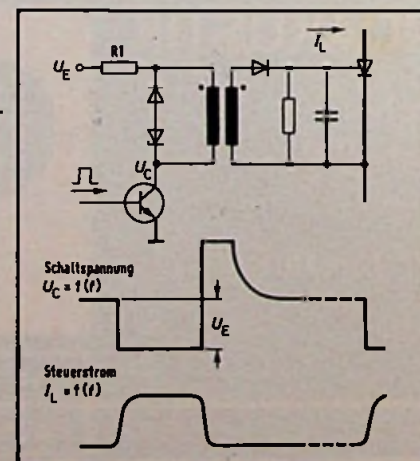 I_L
R1
U_E
U_C
Schaltspannung
U_C = f(t)
U_E
Steuerstrom
I_L = f(t)